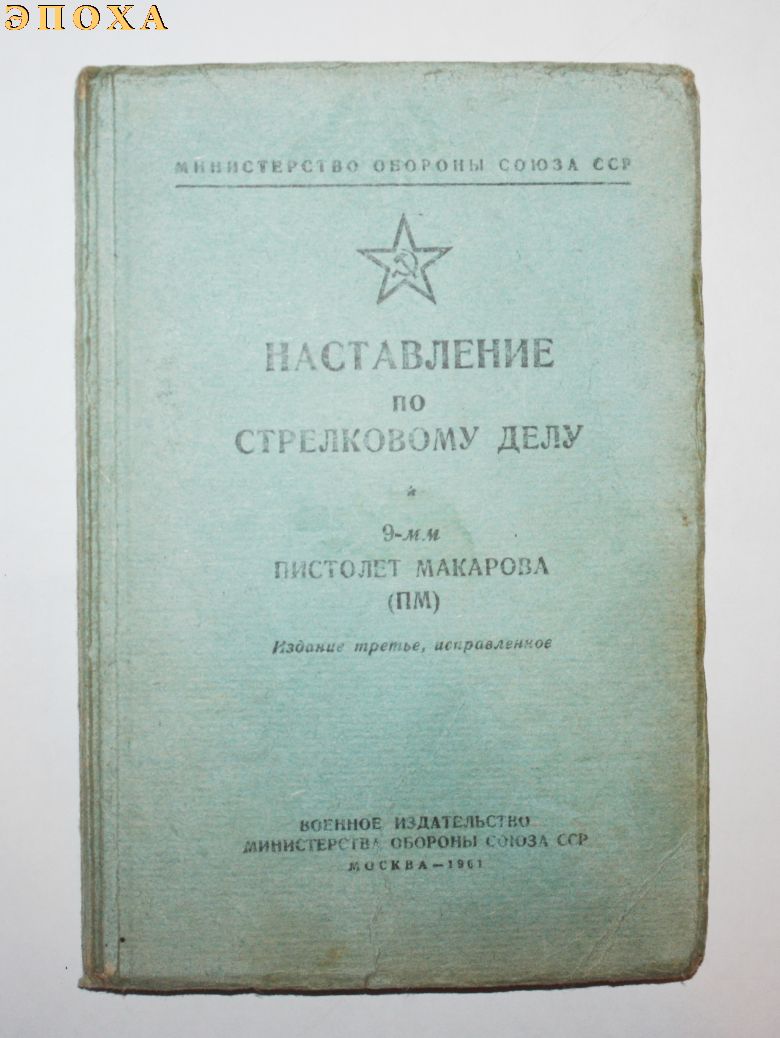 ЭПОХА
МИНИСТЕРСТВО ОБОРОНЫ СОЮЗА ССР
НАСТАВЛЕНИЕ
ПО
СТРЕЛКОВОМУ ДЕЛУ
9-мм
ПИСТОЛЕТ МАКАРОВА
(ПМ)
Издание третье, исправленное
ВОЕННОЕ ИЗДАТЕЛЬСТВО
МИНИСТЕРСТВА ОБОРОНЫ СОЮЗА ССР
МОСКВА—1961